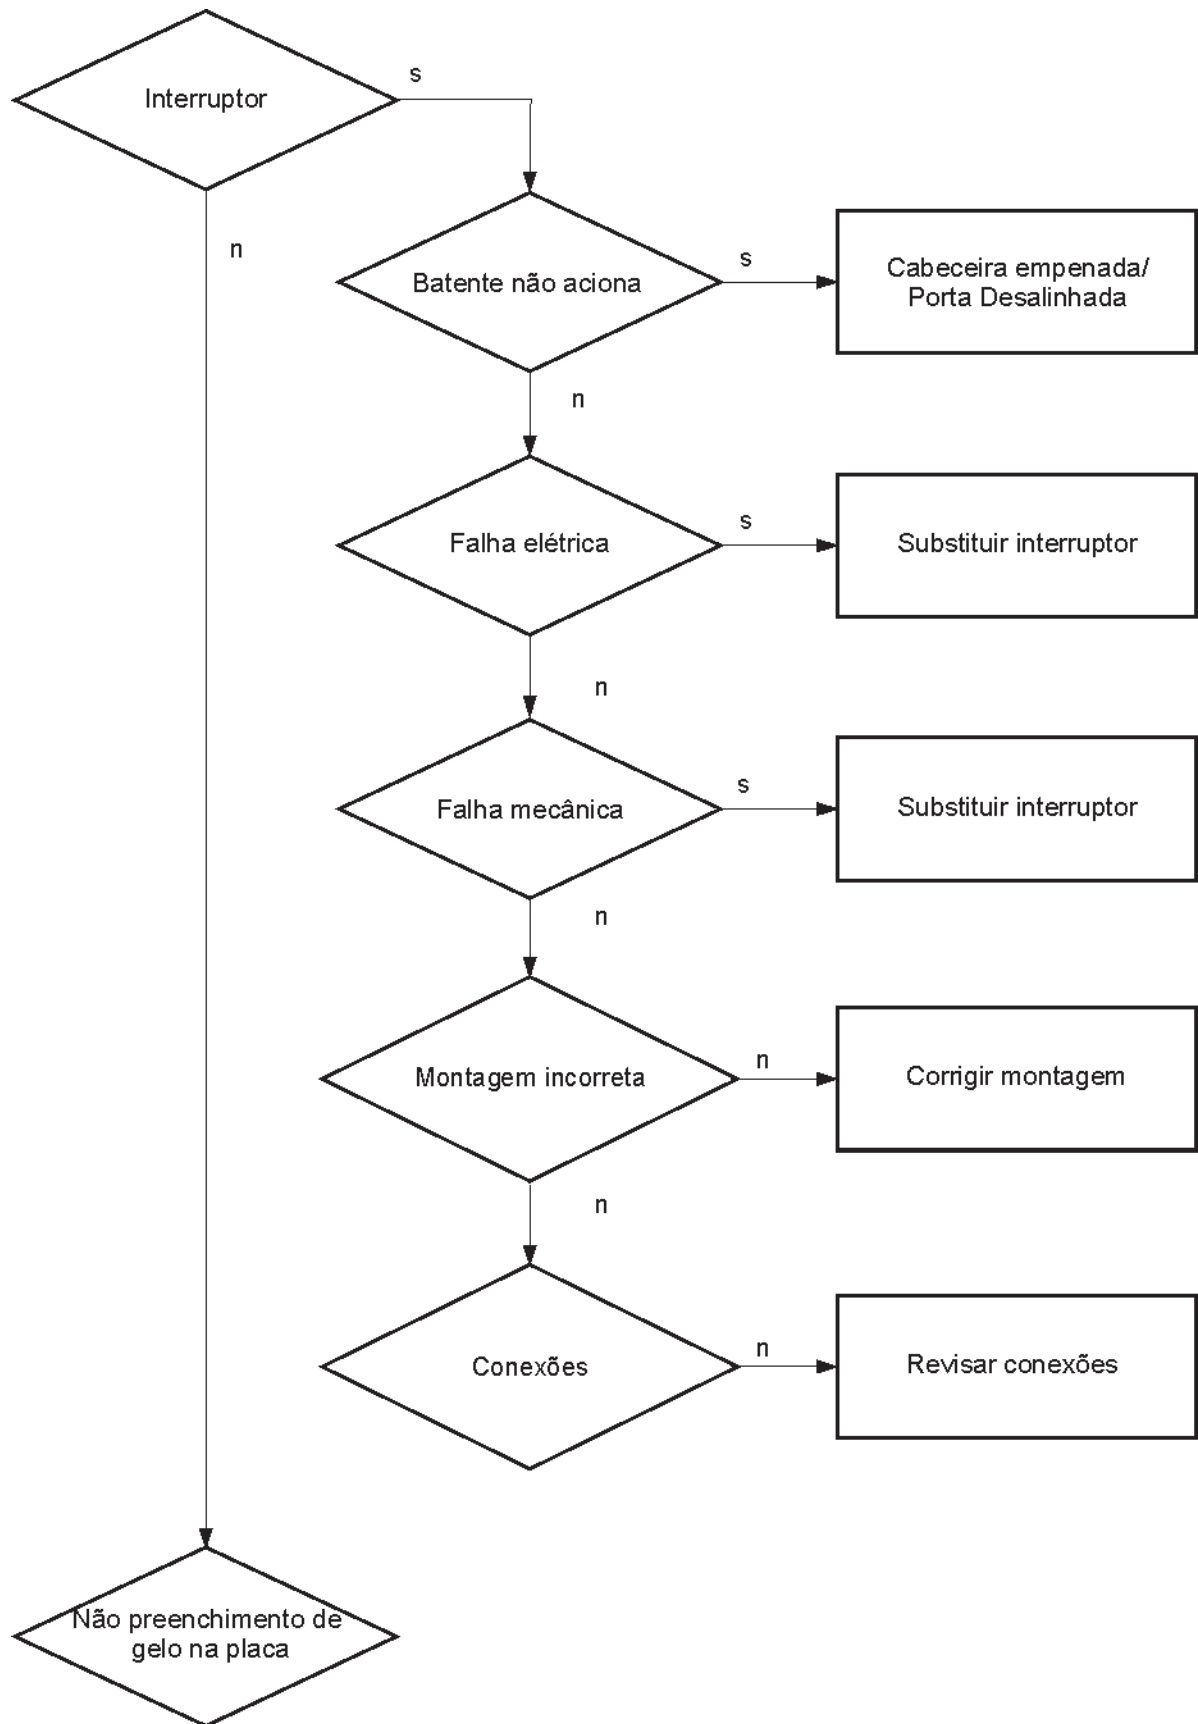 s
Interruptor
n
s
Batente não aciona
Cabeceira empenada/
Porta Desalinhada
n
s
Falha elétrica
Substituir interruptor
n
s
Falha mecânica
Substituir interruptor
n
n
Montagem incorreta
Corrigir montagem
n
n
Conexões
Revisar conexões
Não preenchimento de
gelo na placa